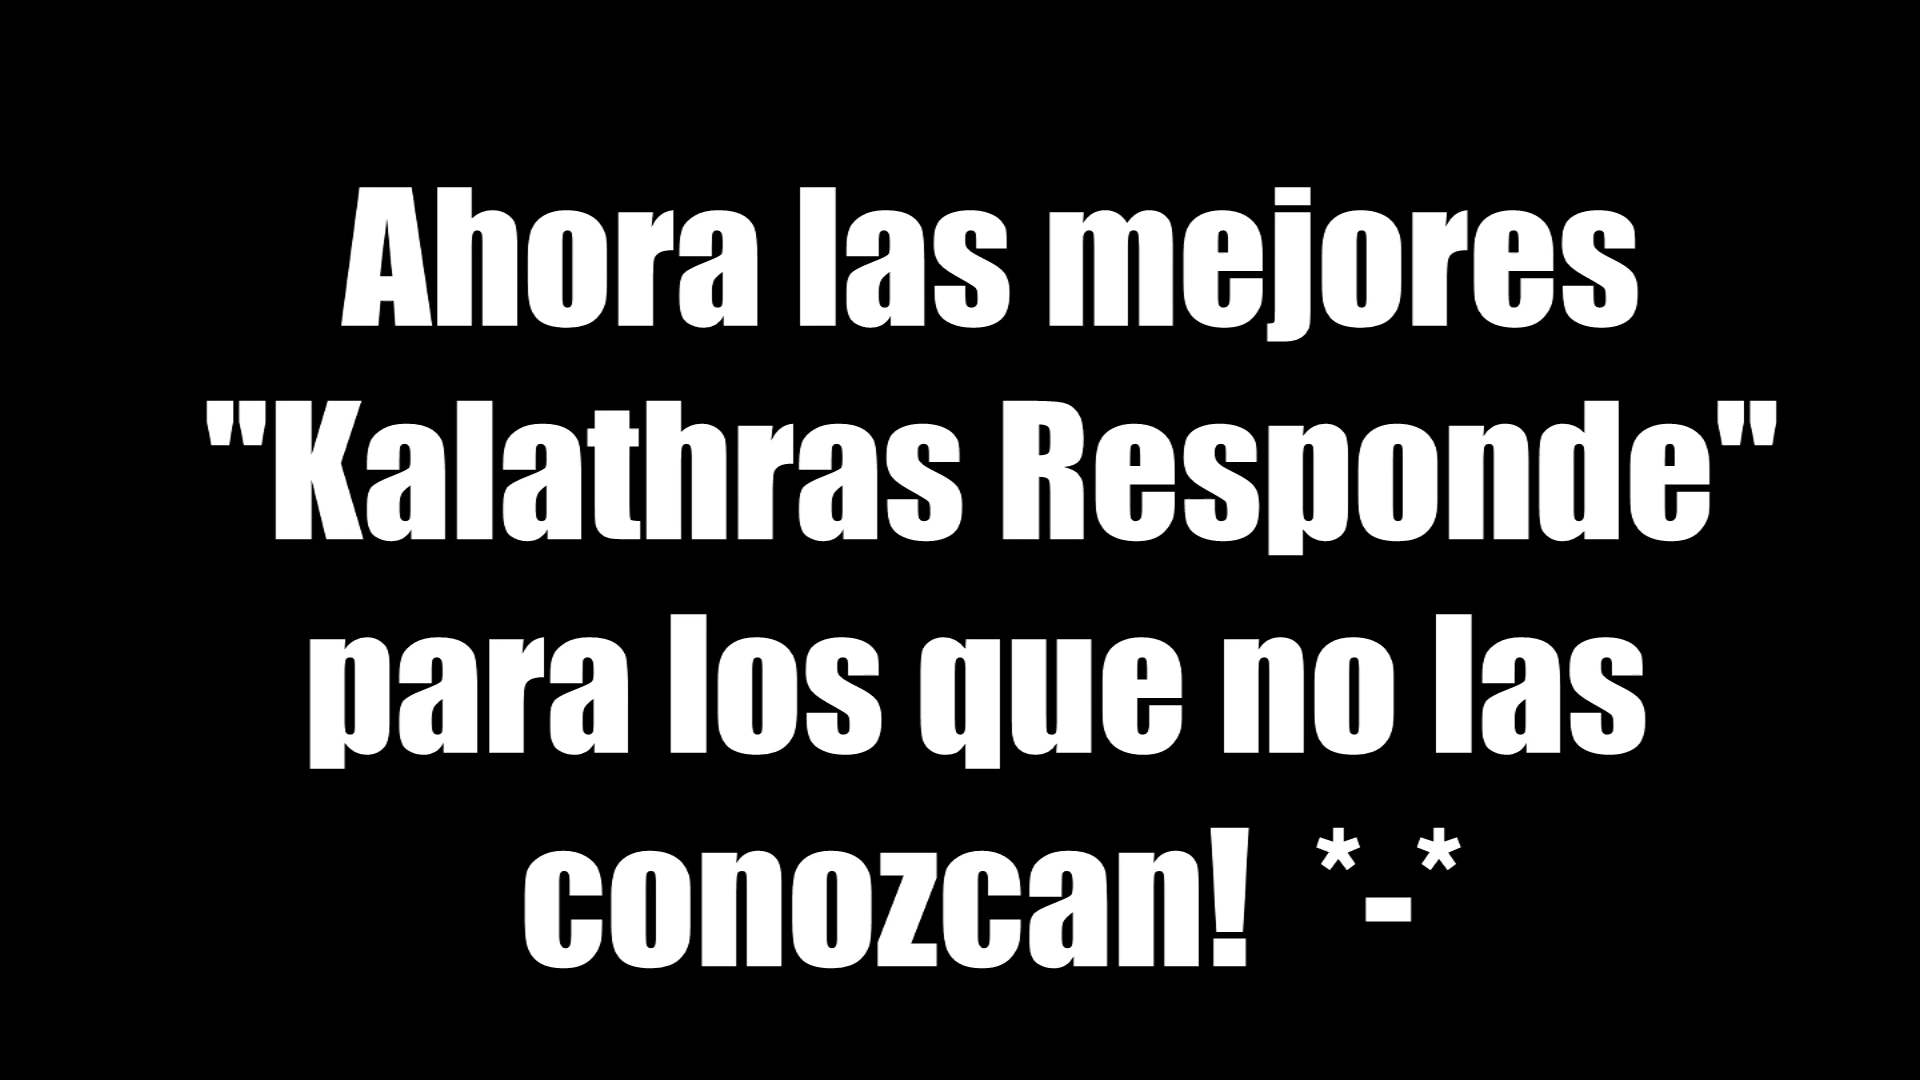 Ahora las mejores
"Kalathras Responde"
para los que no las
conozcan! *-*